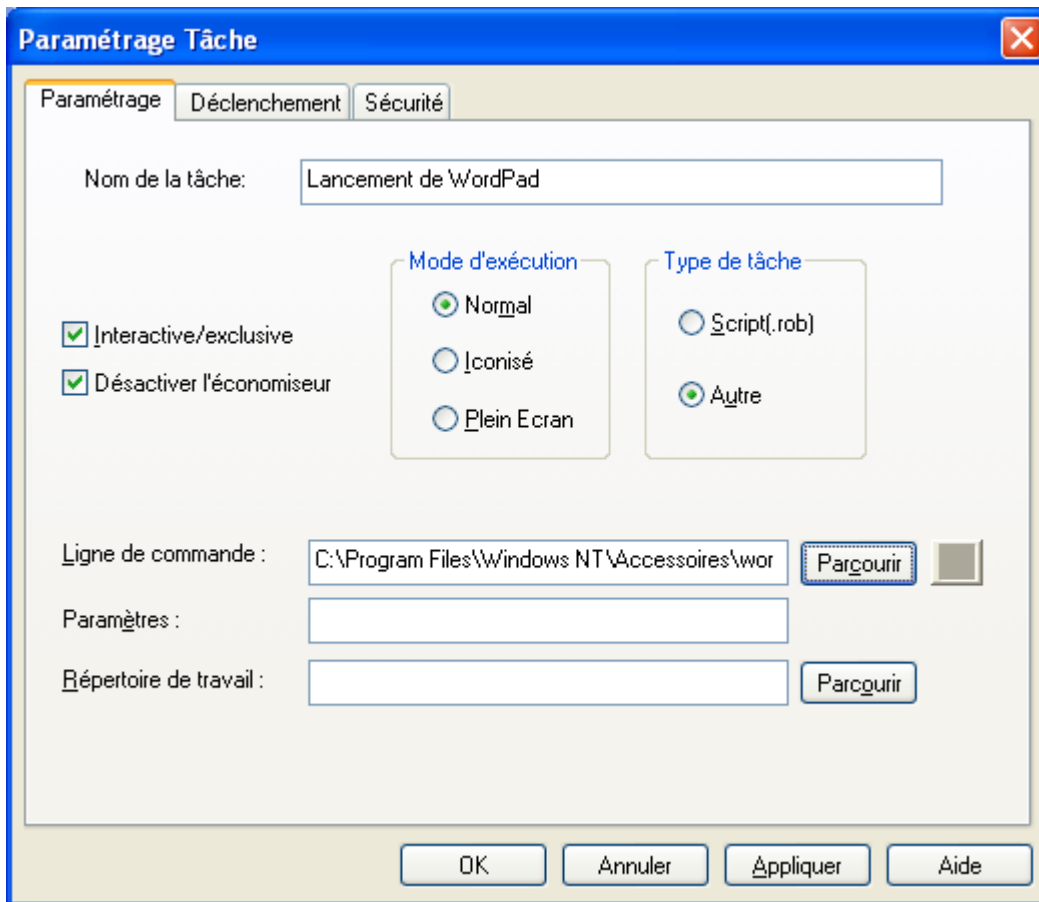 Paramétrage Tâche
Paramétrage Déclenchement Sécurité
Nom de la tâche: Lancement de WordPad
Mode d'exécution Type de tâche
Normal
Script(.rob)
Interactive/exclusive
Iconisé
Désactiver l'économiseur
Autre
Plein Ecran
Ligne de commande : C:\Program Files\Windows NT\Accessoires\wor Parcourir
Paramètres :
Répertoire de travail : Parcourir
OK Annuler Appliquer Aide